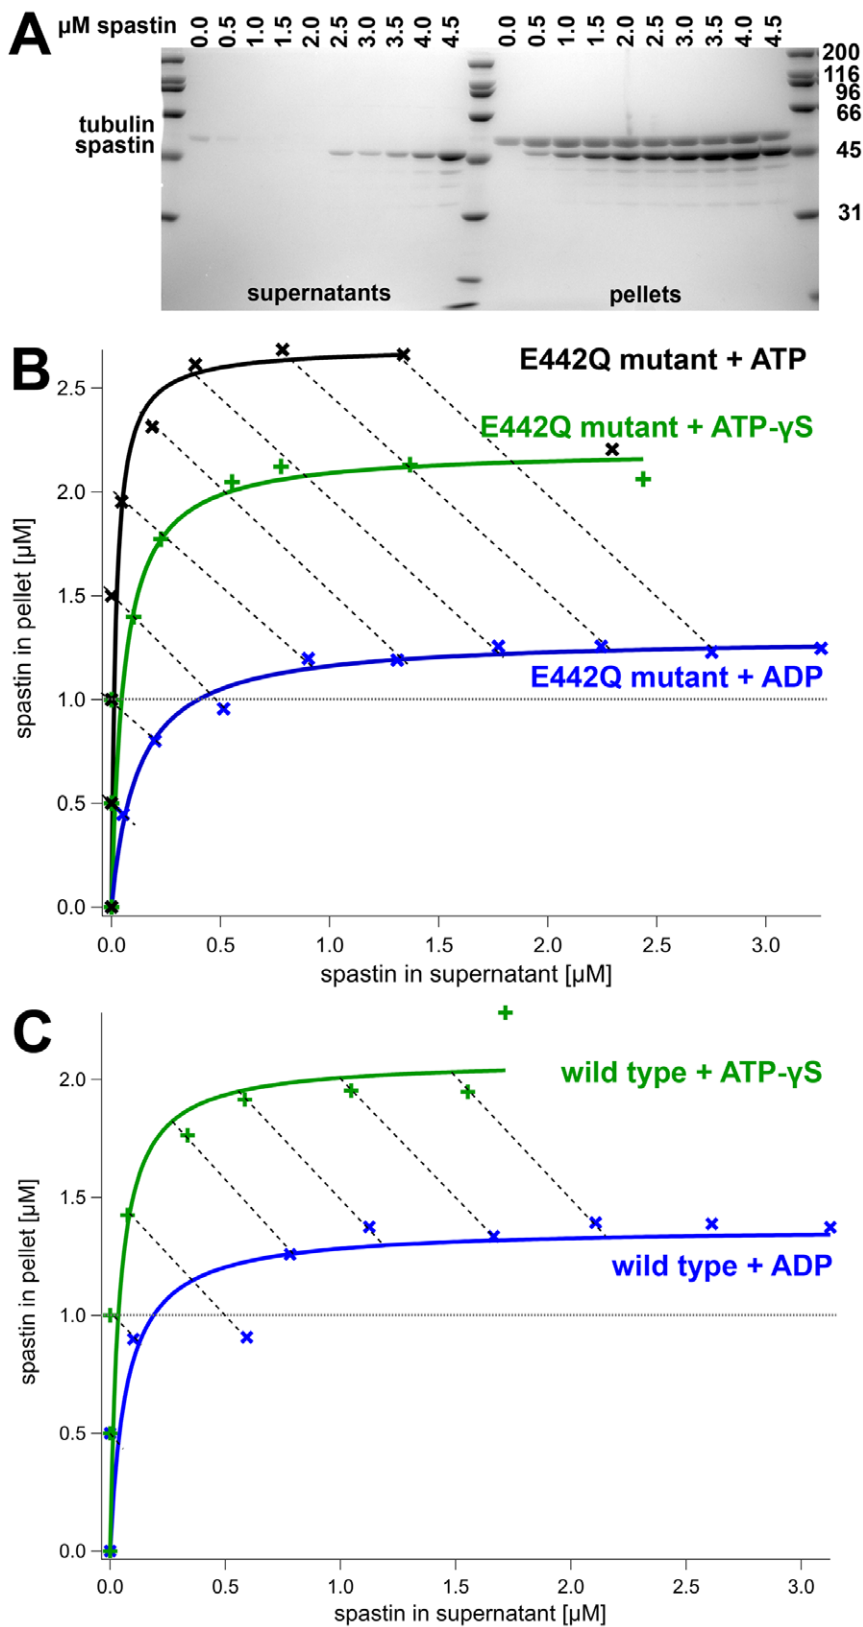 A
µM spastin 0.0 0.5 1.0 1.5 2.0 2.5 3.0 3.5 4.0 4.5 0.0 0.5 1.0 1.5 2.0 2.5 3.0 3.5 4.0 4.5
200
116
96
66
tubulin
spastin
45
31
supernatants pellets
B
E442Q mutant + ATP
E442Q mutant + ATP-γS
E442Q mutant + ADP
spastin in pellet [µM]
2.5
2.0
1.5
1.0
0.5
0.0
0.0 0.5 1.0 1.5 2.0 2.5 3.0
spastin in supernatant [µM]
C
wild type + ATP-γS
wild type + ADP
spastin in pellet [µM]
2.0
1.5
1.0
0.5
0.0
0.0 0.5 1.0 1.5 2.0 2.5 3.0
spastin in supernatant [µM]